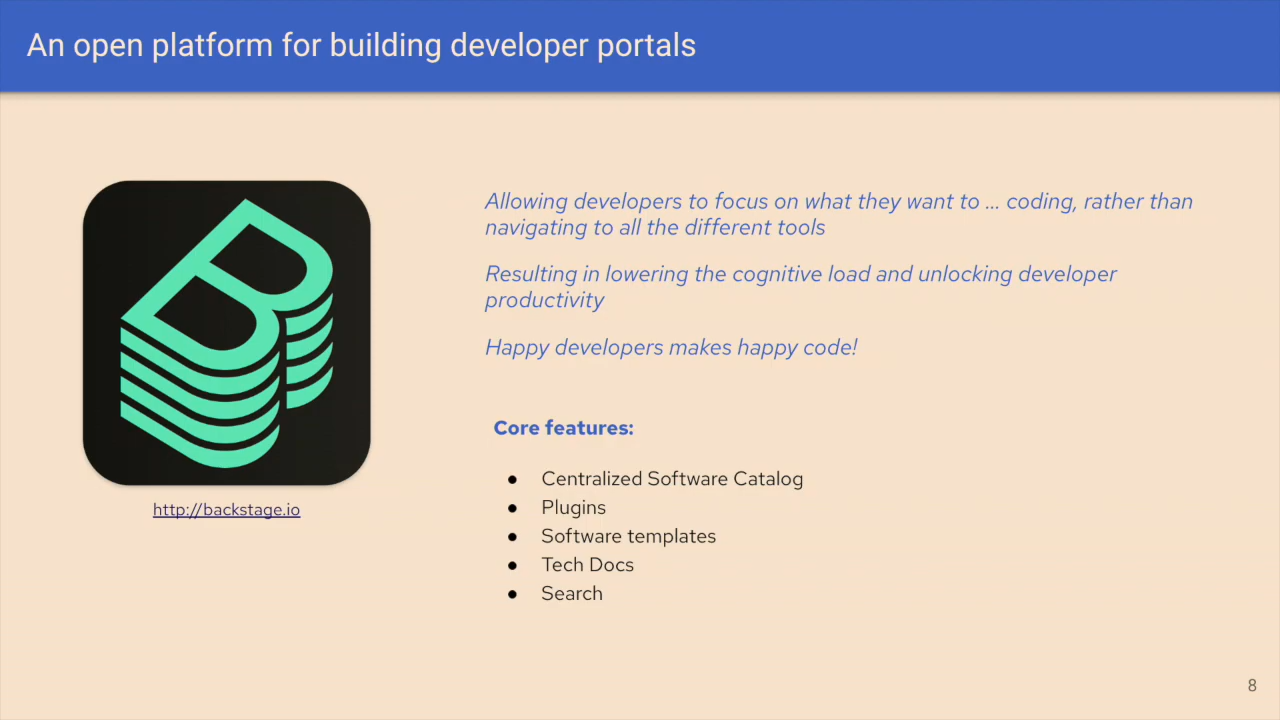 An open platform for building developer portals
Allowing developers to focus on what they want to ... coding, rather than
navigating to all the different tools
Resulting in lowering the cognitive load and unlocking developer
productivity
Happy developers makes happy code!
Core features:
● Centralized Software Catalog
● Plugins
● Software templates
● Tech Docs
● Search
http://backstage.io
8